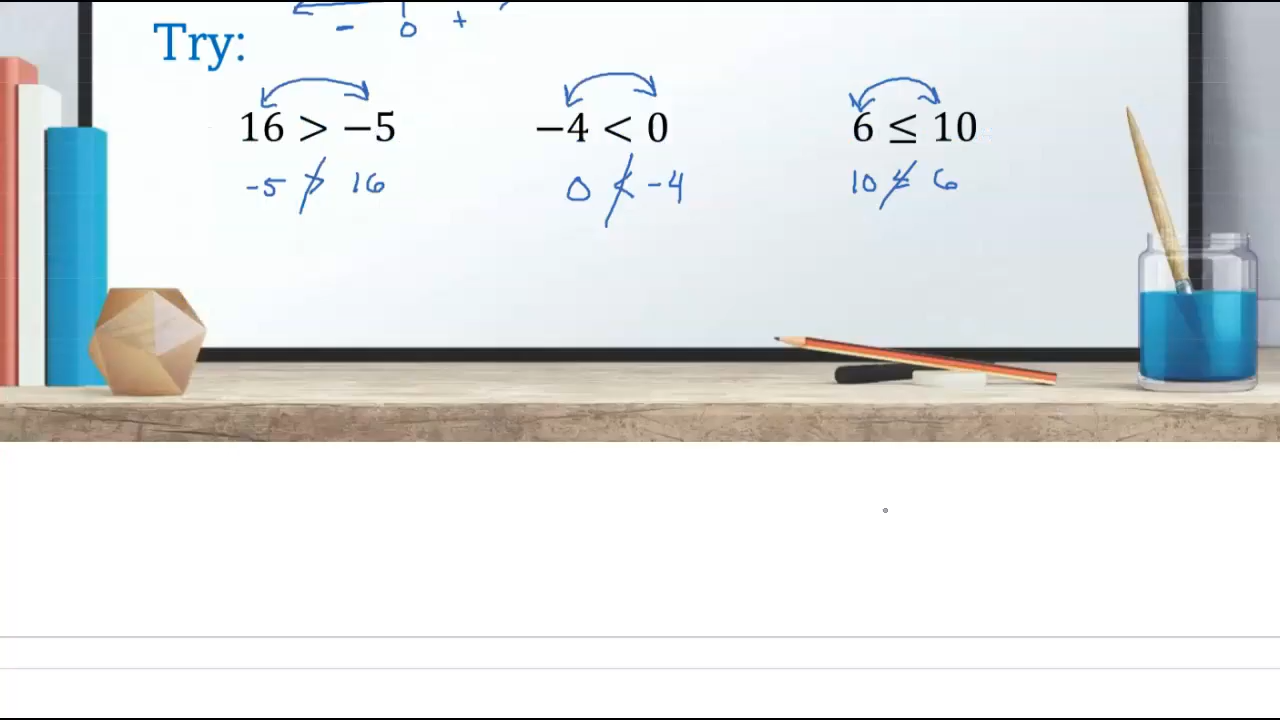 - 0 +
Try:
16 > −5 −4 < 0 6 ≤ 10
-5 ≯ 16 0 ≮ -4 10 ≰ 6